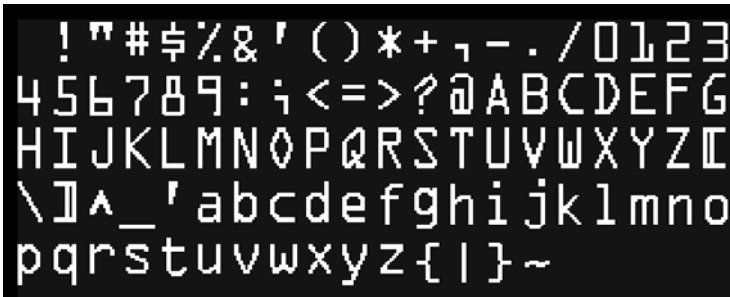 !"#$%&'()*+,-./0123
456789:;<=>?@ABCDEFG
HIJKLMNOPQRSTUVWXYZ[
\]^_'abcdefghijklmno
pqrstuvwxyz{|}~